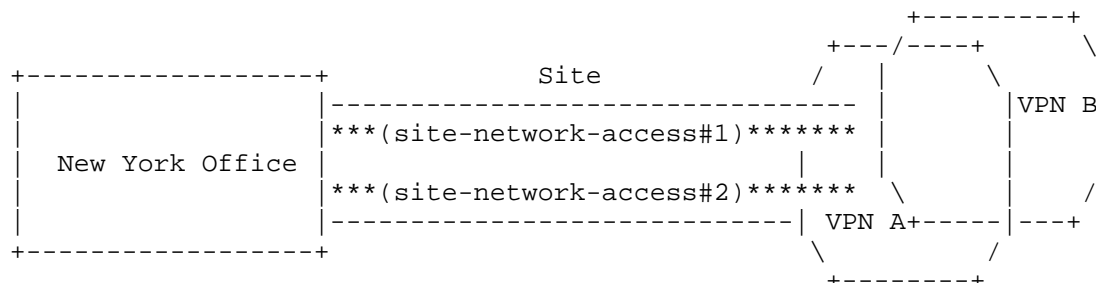 Site
VPN B
***(site-network-access#1)*******
New York Office
***(site-network-access#2)*******
VPN A